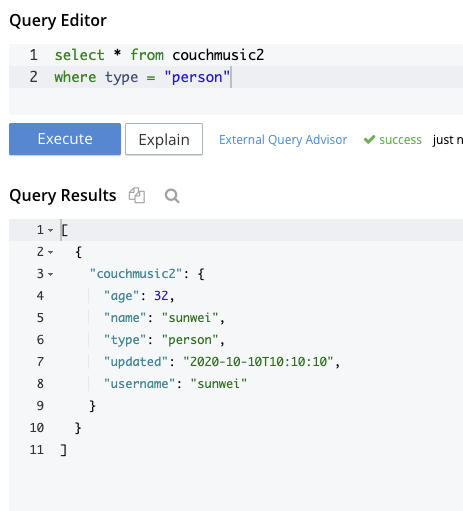 Query Editor
1 select * from couchmusic2
2 where type = "person"
Execute Explain External Query Advisor success just n
Query Results
1 [
2 {
3 "couchmusic2": {
4 "age": 32,
5 "name": "sunwei",
6 "type": "person",
7 "updated": "2020-10-10T10:10:10",
8 "username": "sunwei"
9 }
10 }
11 ]